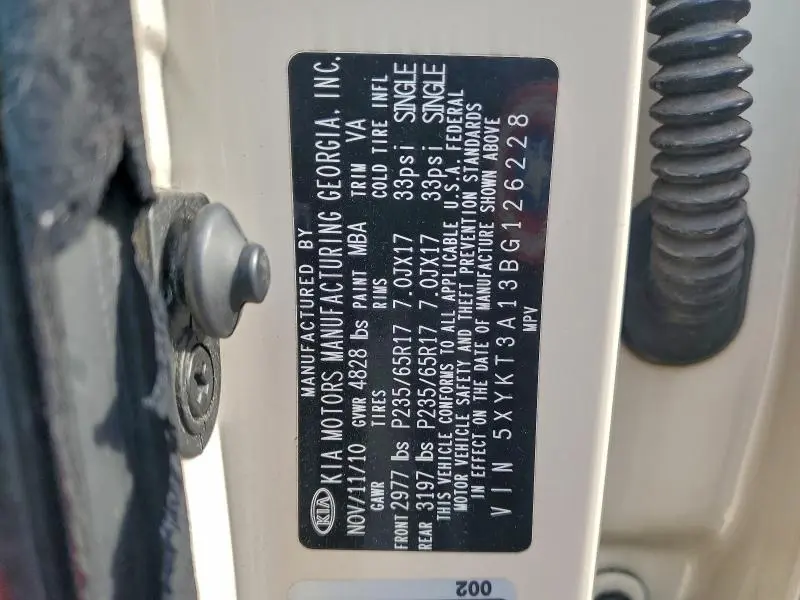 MANUFACTURED BY
KIA KIA MOTORS MANUFACTURING GEORGIA, INC.
NOV/11/10 GVWR 4828 lbs PAINT MBA TRIM VA
GAWR TIRES RIMS COLD TIRE INFL
FRONT 2977 lbs P235/65R17 7.0JX17 33psi SINGLE
REAR 3197 lbs P235/65R17 7.0JX17 33psi SINGLE
THIS VEHICLE CONFORMS TO ALL APPLICABLE U.S.A. FEDERAL
MOTOR VEHICLE SAFETY AND THEFT PREVENTION STANDARDS
IN EFFECT ON THE DATE OF MANUFACTURE SHOWN ABOVE
VIN 5XYKT3A13BG126228
MPV
002